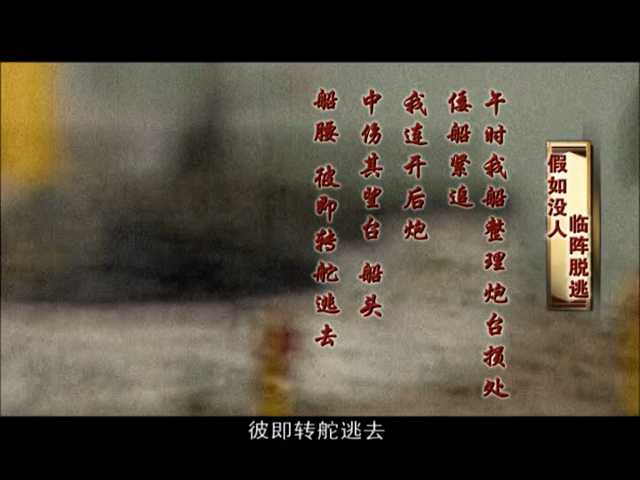 假如没人
临阵脱逃
午时我船整理炮台损处
倭船紧追
我连开后炮
中伤其望台 船头
船腰 彼即转舵逃去
彼即转舵逃去